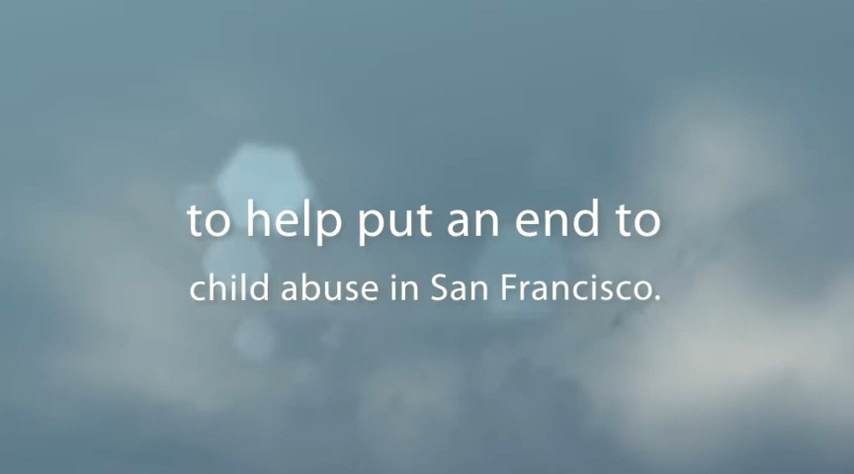 to help put an end to
child abuse in San Francisco.